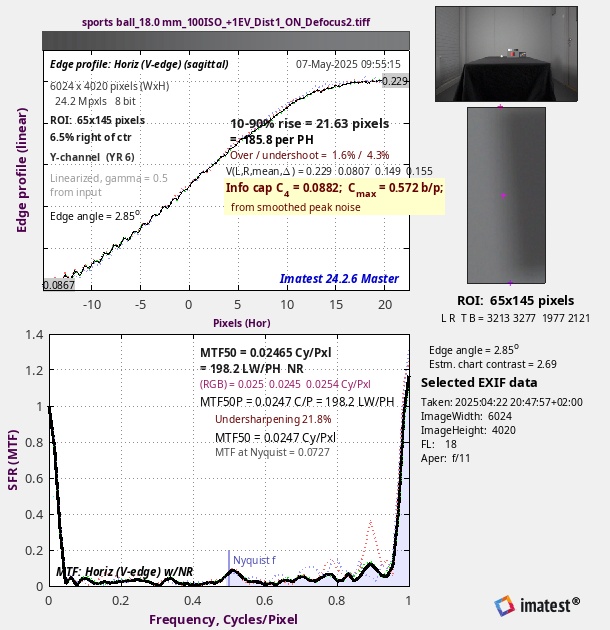 sports ball_18.0 mm_100ISO_+1EV_Dist1_ON_Defocus2.tiff
Edge profile: Horiz (V-edge) (sagittal)
07-May-2025 09:55:15
0.229
6024 x 4020 pixels (WxH)
24.2 Mpxls 8 bit
ROI: 65x145 pixels
6.5% right of ctr
Y-channel (YR 6)
Linearized, gamma = 0.5
from input
Edge angle = 2.85°
10-90% rise = 21.63 pixels
= 185.8 per PH
Over / undershoot = 1.6% / 4.3%
V(L,R,mean,Δ) = 0.229 0.0807 0.149 0.155
Info cap C4 = 0.0882; Cmax = 0.572 b/p;
from smoothed peak noise
0.0867
Imatest 24.2.6 Master
Edge profile (linear)
-10 -5 0 5 10 15 20
Pixels (Hor)
ROI: 65x145 pixels
L R T B = 3213 3277 1977 2121
Edge angle = 2.85°
Estm. chart contrast = 2.69
Selected EXIF data
Taken: 2025:04:22 20:47:57+02:00
ImageWidth: 6024
ImageHeight: 4020
FL: 18
Aper: f/11
1.4
1.2
1
0.8
0.6
0.4
0.2
0
SFR (MTF)
MTF50 = 0.02465 Cy/Pxl
= 198.2 LW/PH NR
(RGB) = 0.025 0.0245 0.0254 Cy/Pxl
MTF50P = 0.0247 C/P = 198.2 LW/PH
Undersharpening 21.8%
MTF50 = 0.0247 Cy/Pxl
MTF at Nyquist = 0.0727
Nyquist f
MTF: Horiz (V-edge) w/NR
0 0.2 0.4 0.6 0.8 1
Frequency, Cycles/Pixel
imatest®